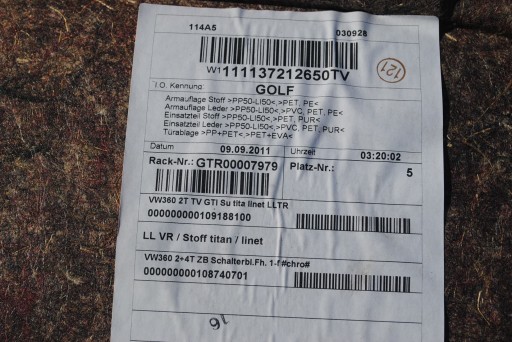 114A5 030928
W1111137212650TV
121
I.O. Kennung: GOLF
Armauflage Stoff >PP50-LI50<,>PET, PE<
Armauflage Leder >PP50-LI50<,>PVC, PET, PE<
Einsatzteil Stoff >PP50-LI50<,>PET, PUR<
Einsatzteil Leder >PP50-LI50<,>PVC, PET, PUR<
Türablage >PP+PET<,>PET+EVA<
Datum 09.09.2011 Uhrzeit 03:20:02
Rack-Nr.: GTR00007979 Platz-Nr.: 5
VW360 2T TV GTI Su tita linet LLTR
000000000109188100
LL VR / Stoff titan / linet
VW360 2+4T ZB Schalterbl.Fh. 1-f #chro#
000000000108740701
16